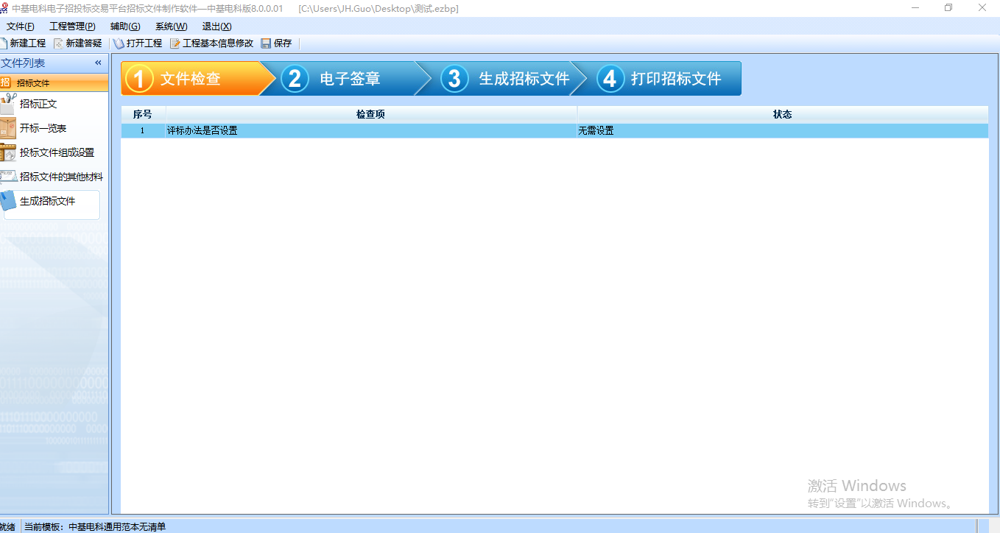 中基电科电子招投标交易平台招标文件制作软件—中基电科版8.0.0.01 [C:\Users\JH.Guo\Desktop\测试.ezbp]
文件(F) 工程管理(P) 辅助(G) 系统(W) 退出(X)
新建工程 新建答疑 打开工程 工程基本信息修改 保存
文件列表 «
招 招标文件
招标正文
开标一览表
投标文件组成设置
招标文件的其他材料
生成招标文件
1 文件检查 2 电子签章 3 生成招标文件 4 打印招标文件
序号 检查项 状态
1 评标办法是否设置 无需设置
激活 Windows
转到“设置”以激活 Windows。
就绪 当前模板：中基电科通用范本无清单